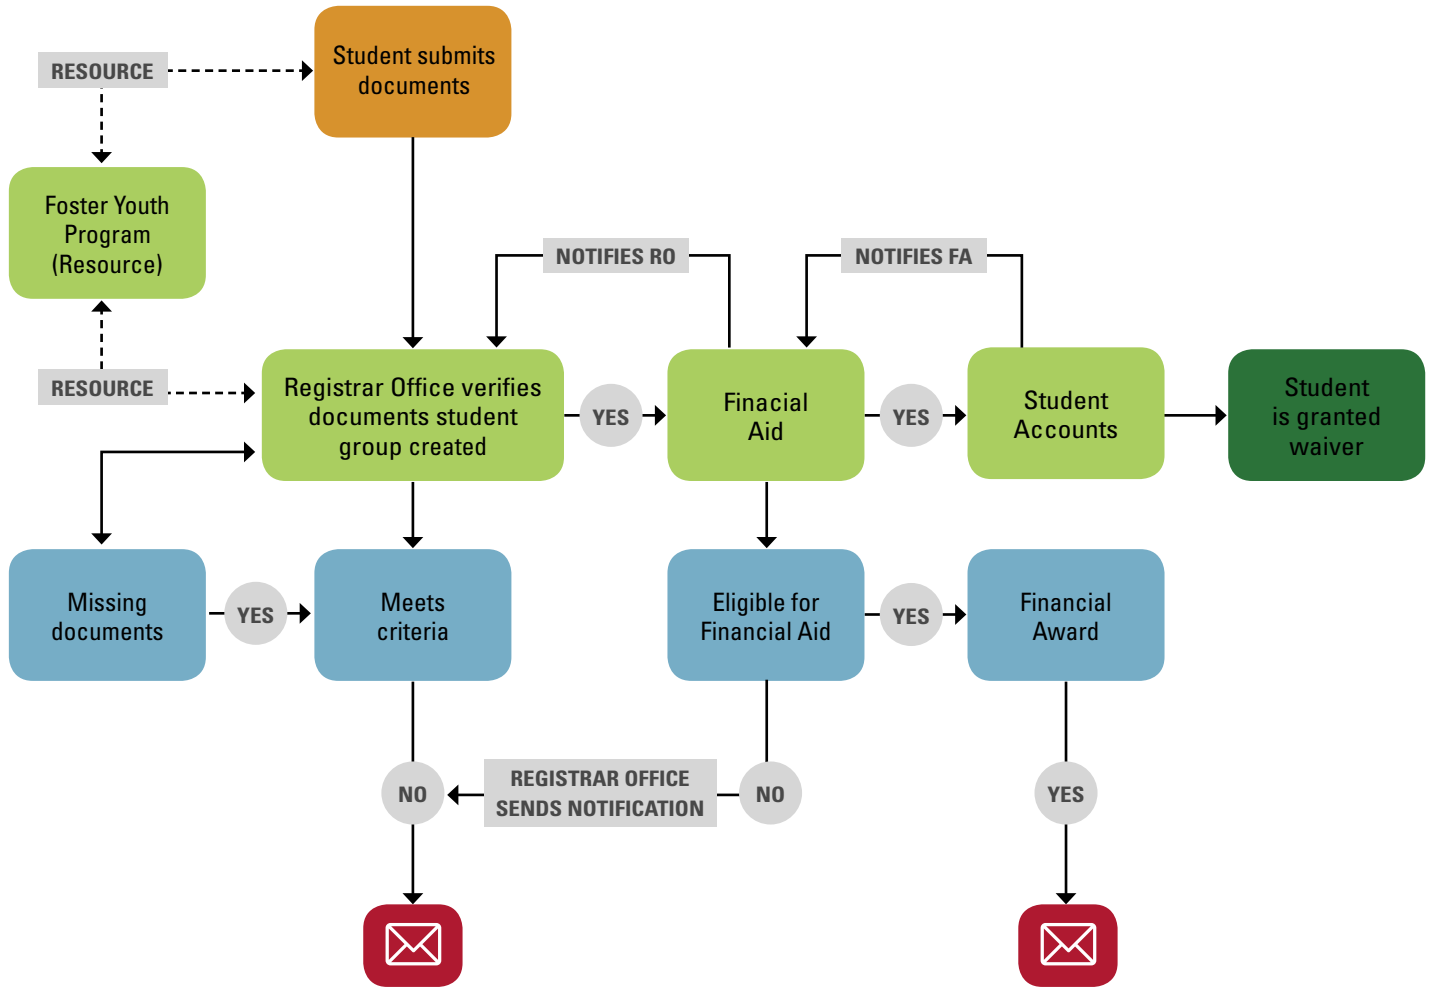 Student submits
documents
RESOURCE
Foster Youth
Program
(Resource)
NOTIFIES RO
NOTIFIES FA
RESOURCE
Registrar Office verifies
documents student
group created
YES
Finacial
Aid
YES
Student
Accounts
Student
is granted
waiver
Missing
documents
YES
Meets
criteria
Eligible for
Financial Aid
YES
Financial
Award
NO
REGISTRAR OFFICE
SENDS NOTIFICATION
NO
YES